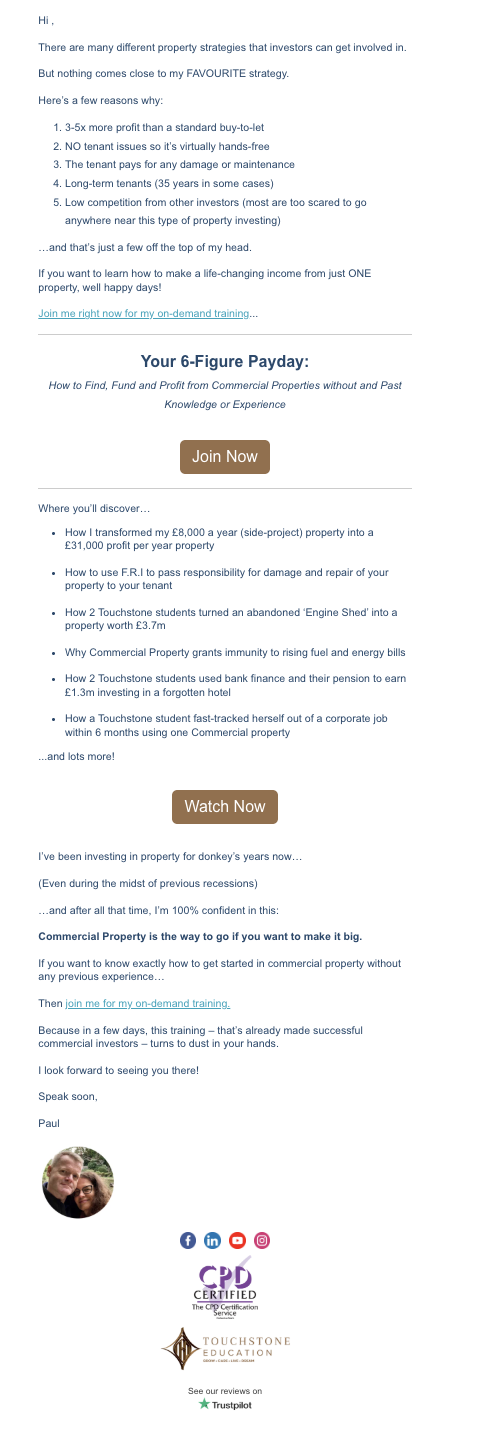 Hi ,
There are many different property strategies that investors can get involved in.
But nothing comes close to my FAVOURITE strategy.
Here's a few reasons why:
1. 3-5x more profit than a standard buy-to-let
2. NO tenant issues so it's virtually hands-free
3. The tenant pays for any damage or maintenance
4. Long-term tenants (35 years in some cases)
5. Low competition from other investors (most are too scared to go
anywhere near this type of property investing)
…and that's just a few off the top of my head.
If you want to learn how to make a life-changing income from just ONE
property, well happy days!
Join me right now for my on-demand training...
Your 6-Figure Payday:
How to Find, Fund and Profit from Commercial Properties without and Past
Knowledge or Experience
Join Now
Where you'll discover…
• How I transformed my £8,000 a year (side-project) property into a
£31,000 profit per year property
• How to use F.R.I to pass responsibility for damage and repair of your
property to your tenant
• How 2 Touchstone students turned an abandoned 'Engine Shed' into a
property worth £3.7m
• Why Commercial Property grants immunity to rising fuel and energy bills
• How 2 Touchstone students used bank finance and their pension to earn
£1.3m investing in a forgotten hotel
• How a Touchstone student fast-tracked herself out of a corporate job
within 6 months using one Commercial property
...and lots more!
Watch Now
I've been investing in property for donkey's years now…
(Even during the midst of previous recessions)
…and after all that time, I'm 100% confident in this:
Commercial Property is the way to go if you want to make it big.
If you want to know exactly how to get started in commercial property without
any previous experience…
Then join me for my on-demand training.
Because in a few days, this training – that's already made successful
commercial investors – turns to dust in your hands.
I look forward to seeing you there!
Speak soon,
Paul
CPD
CERTIFIED
The CPD Certification
Service
TOUCHSTONE
EDUCATION
See our reviews on
Trustpilot